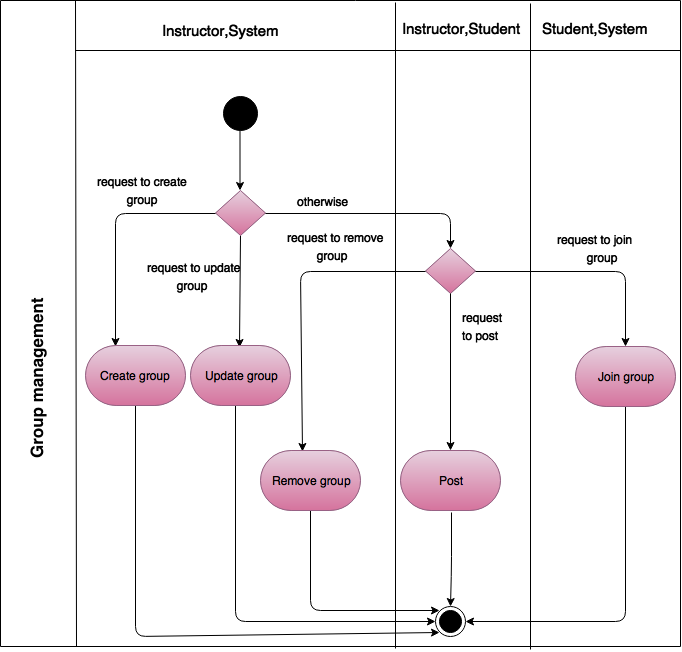 Instructor,System
Instructor,Student
Student,System
Group management
request to create
group
otherwise
request to update
group
request to remove
group
request to join
group
request
to post
Create group
Update group
Join group
Remove group
Post